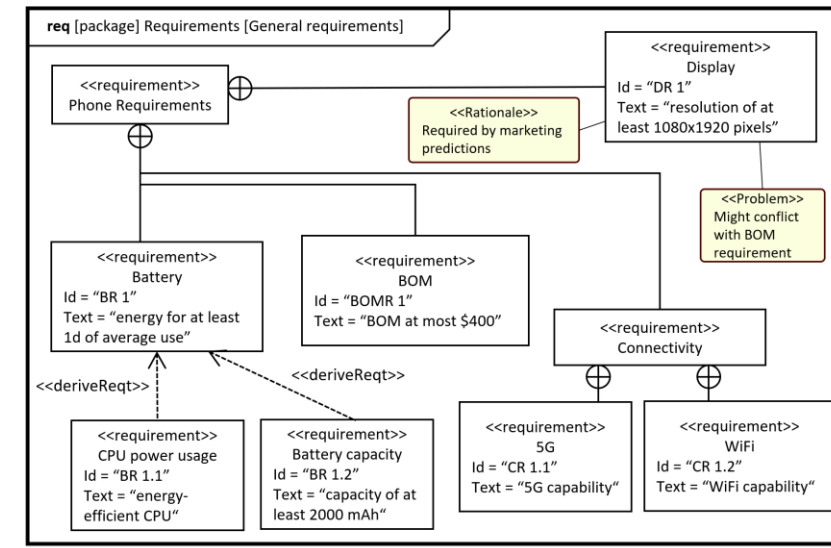 req [package] Requirements [General requirements]
<<requirement>>
Phone Requirements
<<requirement>>
Display
Id = “DR 1”
Text = “resolution of at
least 1080x1920 pixels”
<<Rationale>>
Required by marketing
predictions
<<Problem>>
Might conflict
with BOM
requirement
<<requirement>>
Battery
Id = “BR 1”
Text = “energy for at least
1d of average use”
<<requirement>>
BOM
Id = “BOMR 1”
Text = “BOM at most $400”
<<requirement>>
Connectivity
<<deriveReqt>>
<<deriveReqt>>
<<requirement>>
CPU power usage
Id = “BR 1.1”
Text = “energy-
efficient CPU“
<<requirement>>
Battery capacity
Id = “BR 1.2”
Text = “capacity of at
least 2000 mAh“
<<requirement>>
5G
Id = “CR 1.1”
Text = “5G capability“
<<requirement>>
WiFi
Id = “CR 1.2”
Text = “WiFi capability“